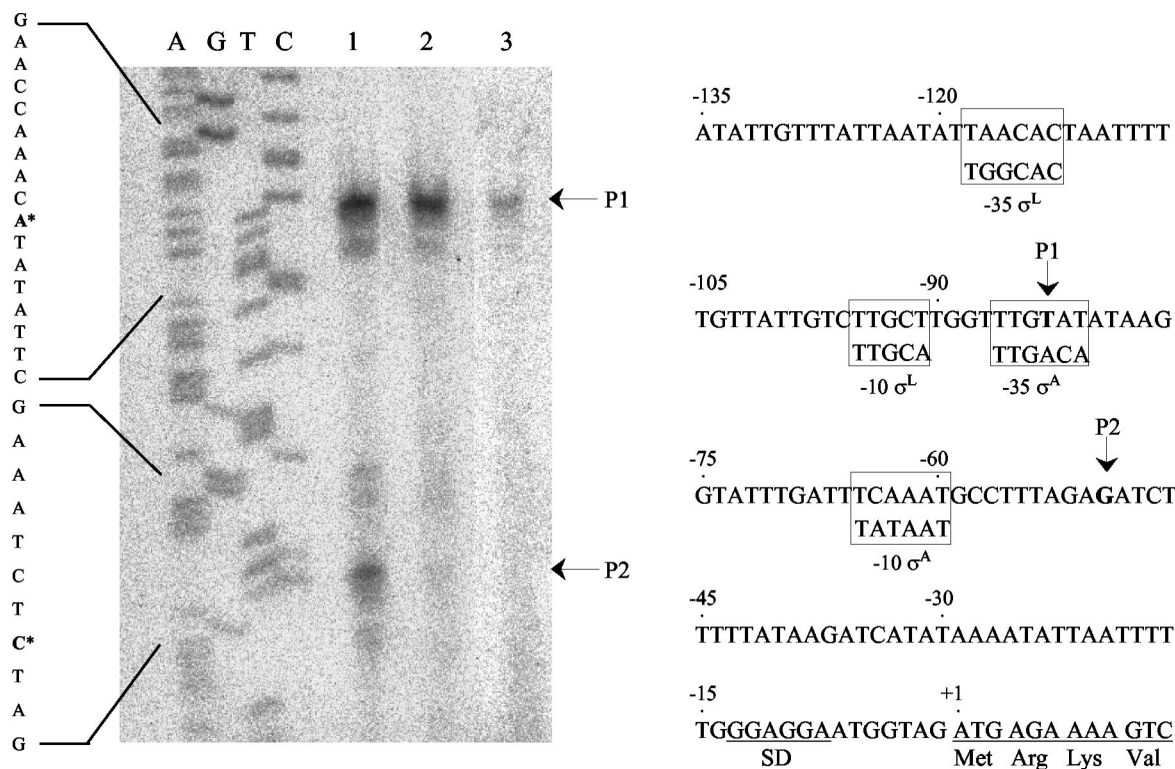 G
A
A
C
C
A
A
A
C
A*
T
A
T
A
T
T
C
G
A
A
A
T
C
T
C*
T
A
G
A G T C 1 2 3
P1
P2
-135 -120
ATATTGTTTATTAATATTAACACTAATTTT
TGGCAC
-35 σᴸ
P1
-105 -90
TGTTATTGTCTTGCTTGGTTTGTATATAAG
TTGCA TTGACA
-10 σᴸ -35 σᴬ
P2
-75 -60
GTATTTGATTTCAAATGCCTTTAGAGATCT
TATAAT
-10 σᴬ
-45 -30
TTTTATAAGATCATATAAAATATTAATTTT
-15 +1
TGGGAGGAATGGTAG ATG AGA AAA GTC
SD Met Arg Lys Val